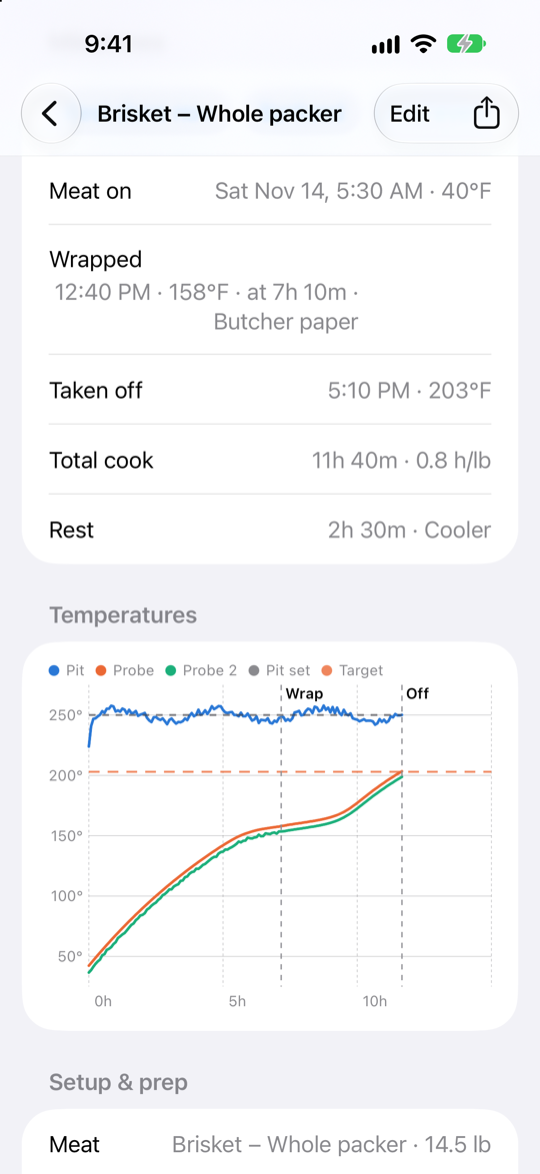 9:41
Brisket – Whole packer
Edit
Meat on
Sat Nov 14, 5:30 AM · 40°F
Wrapped
12:40 PM · 158°F · at 7h 10m ·
Butcher paper
Taken off
5:10 PM · 203°F
Total cook
11h 40m · 0.8 h/lb
Rest
2h 30m · Cooler
Temperatures
Pit Probe Probe 2 Pit set Target
Wrap Off
250°
200°
150°
100°
50°
0h 5h 10h
Setup & prep
Meat
Brisket – Whole packer · 14.5 lb